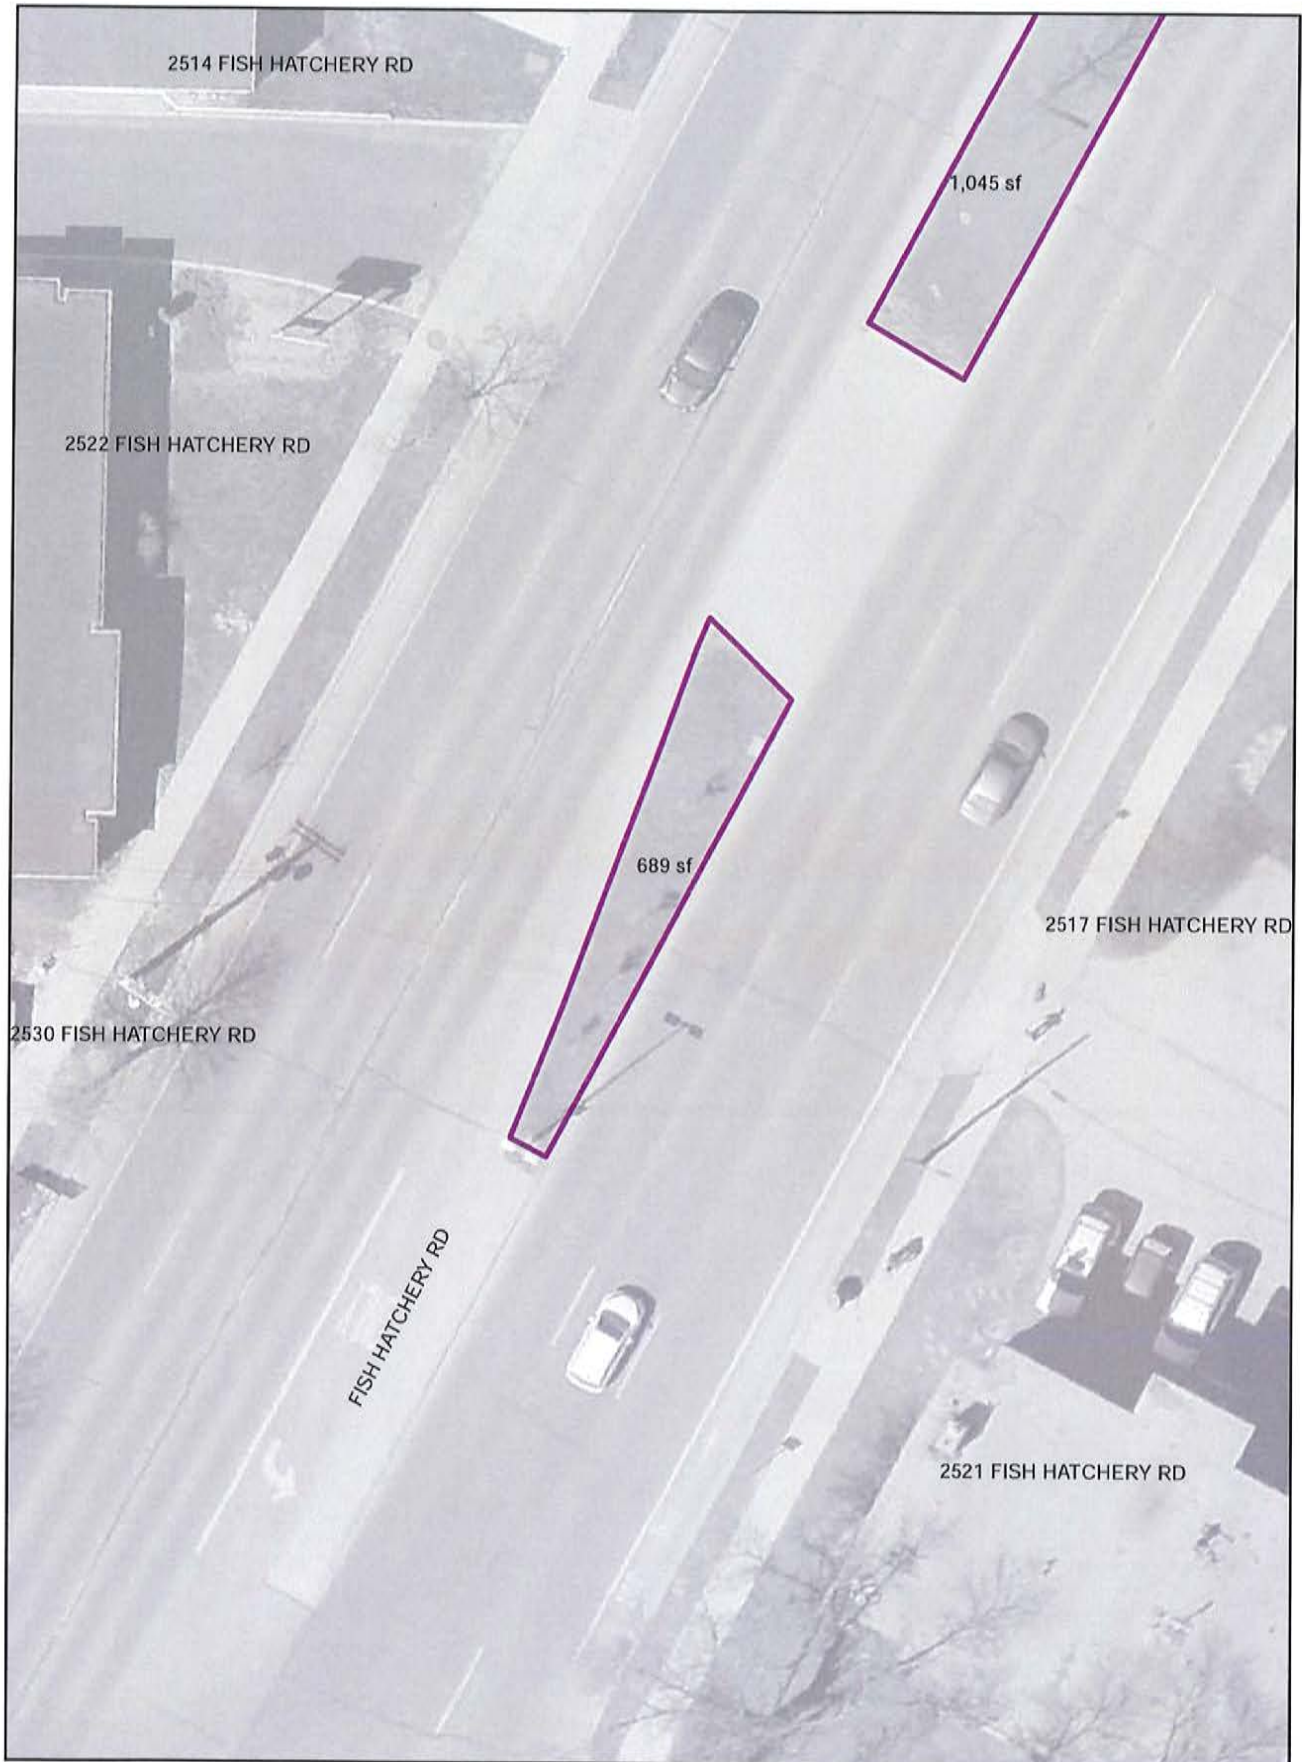 2514 FISH HATCHERY RD
1,045 sf
2522 FISH HATCHERY RD
689 sf
2517 FISH HATCHERY RD
2530 FISH HATCHERY RD
FISH HATCHERY RD
2521 FISH HATCHERY RD